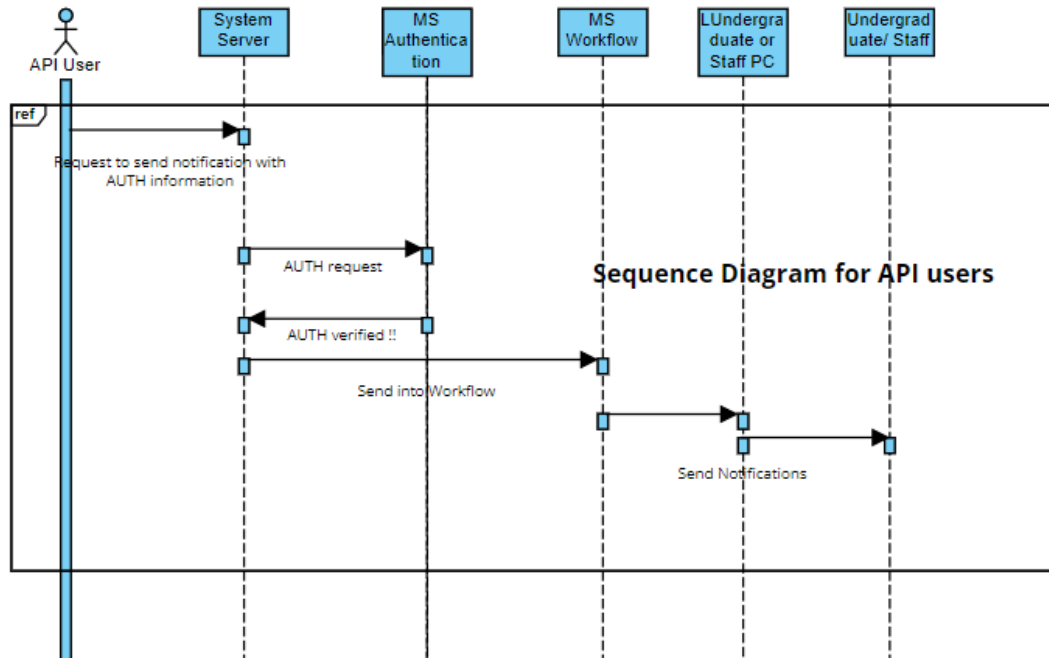 System
Server
MS
Authentica
tion
MS
Workflow
LUndergra
duate or
Staff PC
Undergrad
uate/ Staff
API User
ref
Request to send notification with
AUTH information
AUTH request
Sequence Diagram for API users
AUTH verified !!
Send into Workflow
Send Notifications